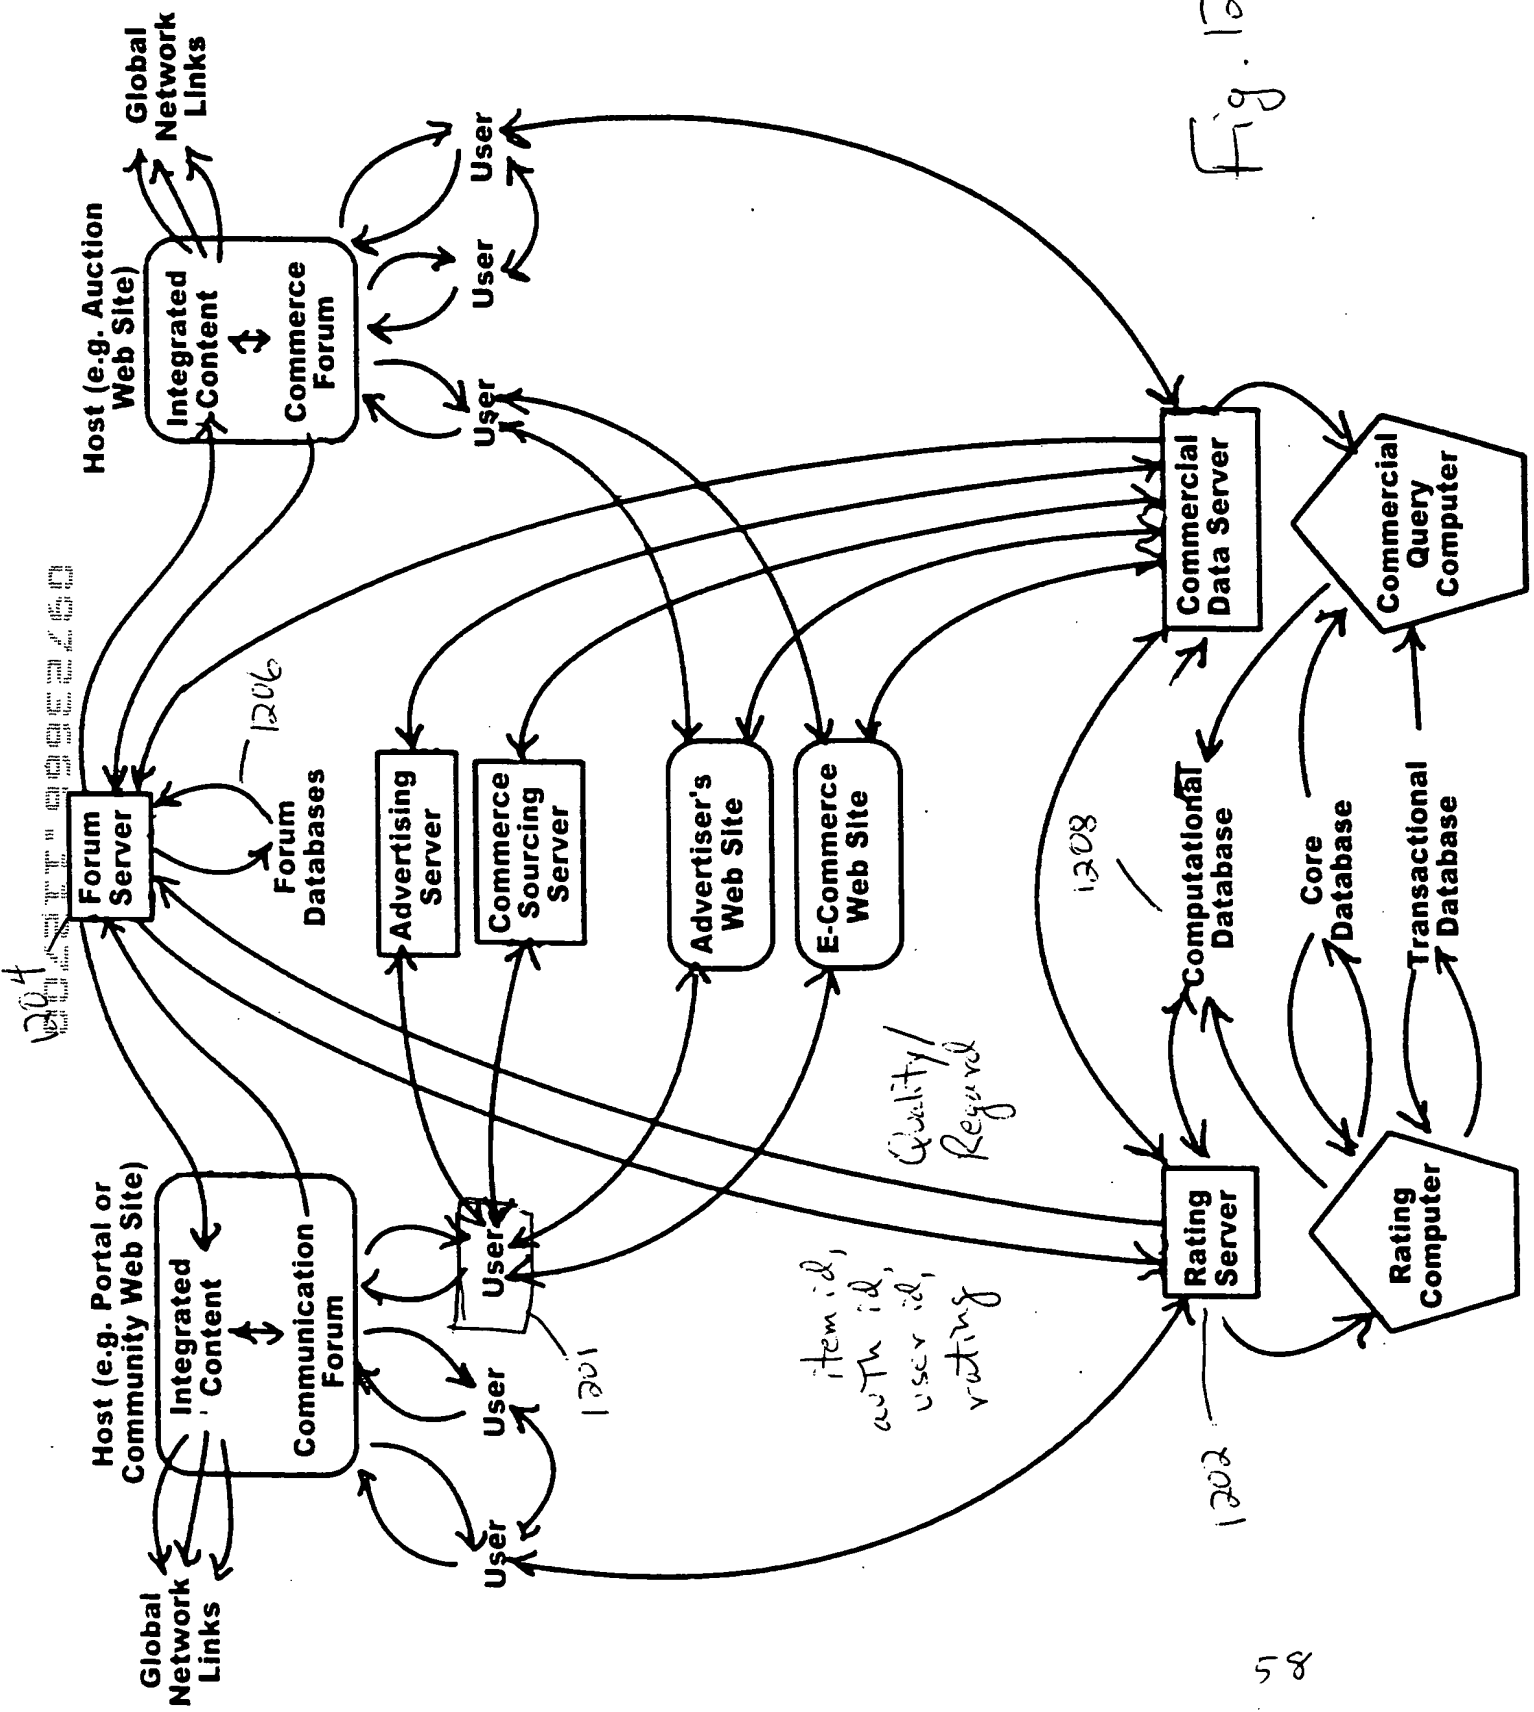 1204
Forum
Server
1206
Forum
Databases
Host (e.g. Portal or
Community Web Site)
Global
Network
Links
Integrated
Content
Communication
Forum
User
User
User
1201
Host (e.g. Auction
Web Site)
Global
Network
Links
Integrated
Content
Commerce
Forum
User
User
User
Advertising
Server
Commerce
Sourcing
Server
Advertiser's
Web Site
E-Commerce
Web Site
item id,
auth id,
user id,
rating
Quality/
Regard
1202
Rating
Server
Rating
Computer
1208
Computational
Database
Core
Database
Transactional
Database
Commercial
Data Server
Commercial
Query
Computer
Fig. 12
58